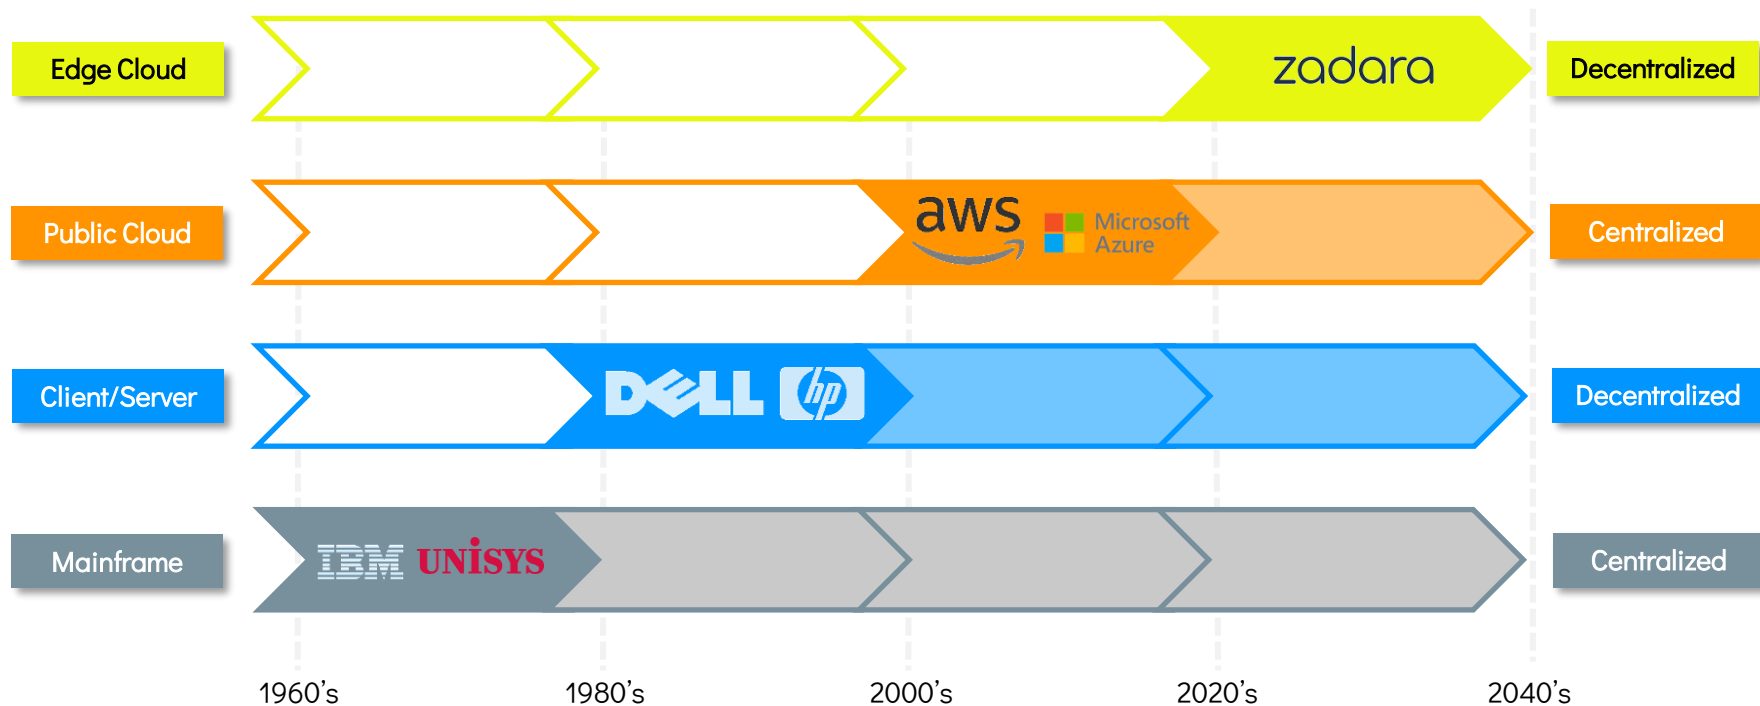 Edge Cloud
zadara
Decentralized
Public Cloud
aws
Microsoft
Azure
Centralized
Client/Server
DELL
hp
Decentralized
Mainframe
IBM
UNiSYS
Centralized
1960's
1980's
2000's
2020's
2040's